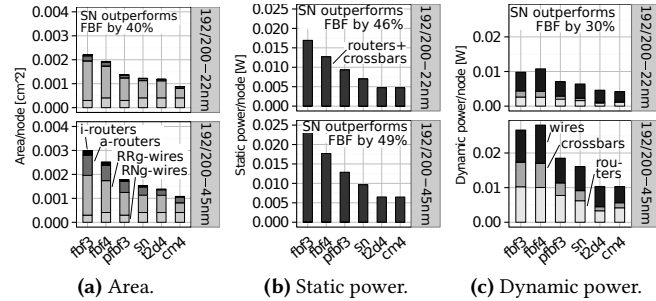 SN outperforms
FBF by 40%
0.004
0.003
0.002
0.001
0.000
192/200−22nm
i-routers
a-routers
RRg-wires
RNg-wires
0.004
0.003
0.002
0.001
0.000
192/200−45nm
Area/node [cm^2]
fbf3
fbf4
pfbf3
sn
t2d4
cm4
(a) Area.
SN outperforms
FBF by 46%
routers+
crossbars
0.025
0.020
0.015
0.010
0.005
0.000
192/200−22nm
SN outperforms
FBF by 49%
0.025
0.020
0.015
0.010
0.005
0.000
192/200−45nm
Static power/node [W]
fbf3
fbf4
pfbf3
sn
t2d4
cm4
(b) Static power.
SN outperforms
FBF by 30%
0.02
0.01
0.00
192/200−22nm
wires
crossbars
rou-
ters
0.02
0.01
0.00
192/200−45nm
Dynamic power/node [W]
fbf3
fbf4
pfbf3
sn
t2d4
cm4
(c) Dynamic power.